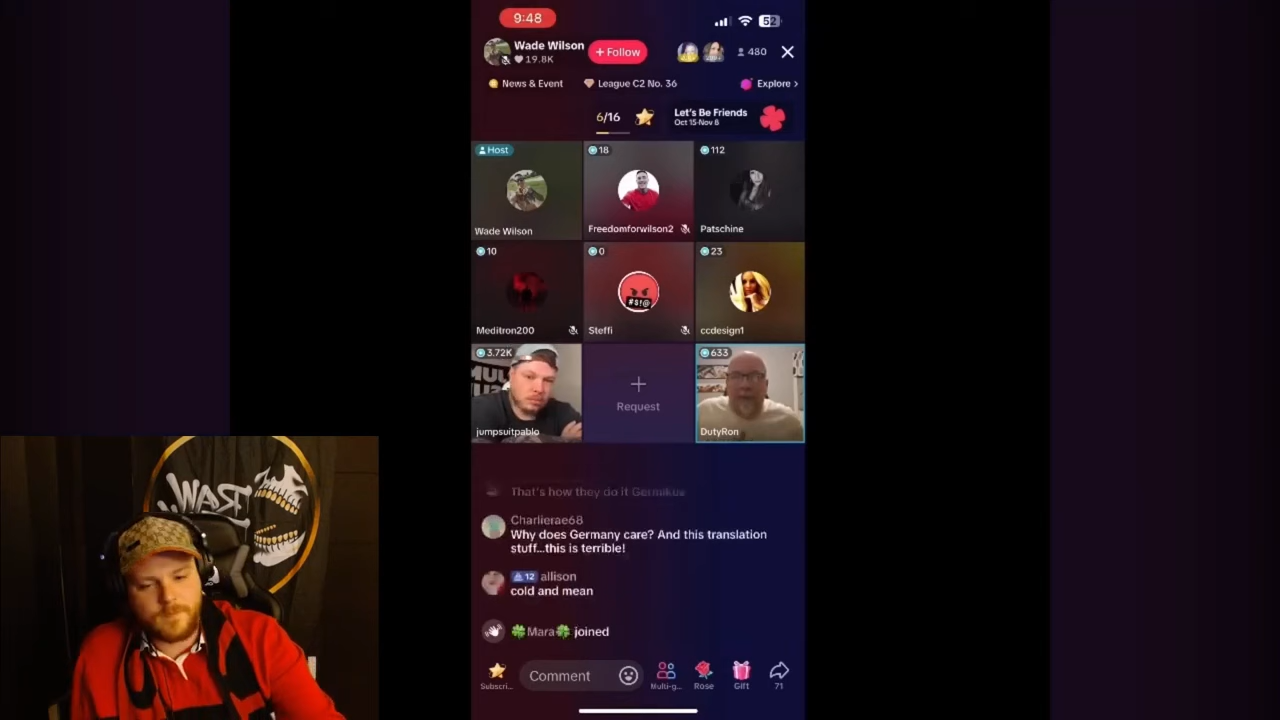 9:48
52
Wade Wilson
19.8K
+ Follow
480
News & Event
League C2 No. 36
Explore >
6/16
Let's Be Friends
Oct 15-Nov 8
Host
18
112
Wade Wilson
Freedomforwilson2
Patschine
10
0
23
#$!@
Meditron200
Steffi
ccdesign1
3.72K
633
Request
jumpsuitpablo
DutyRon
That's how they do it Germikus
Charlierae68
Why does Germany care? And this translation
stuff...this is terrible!
12 allison
cold and mean
🍀Mara🍀 joined
Comment
Subscri...
Multi-g...
Rose
Gift
71